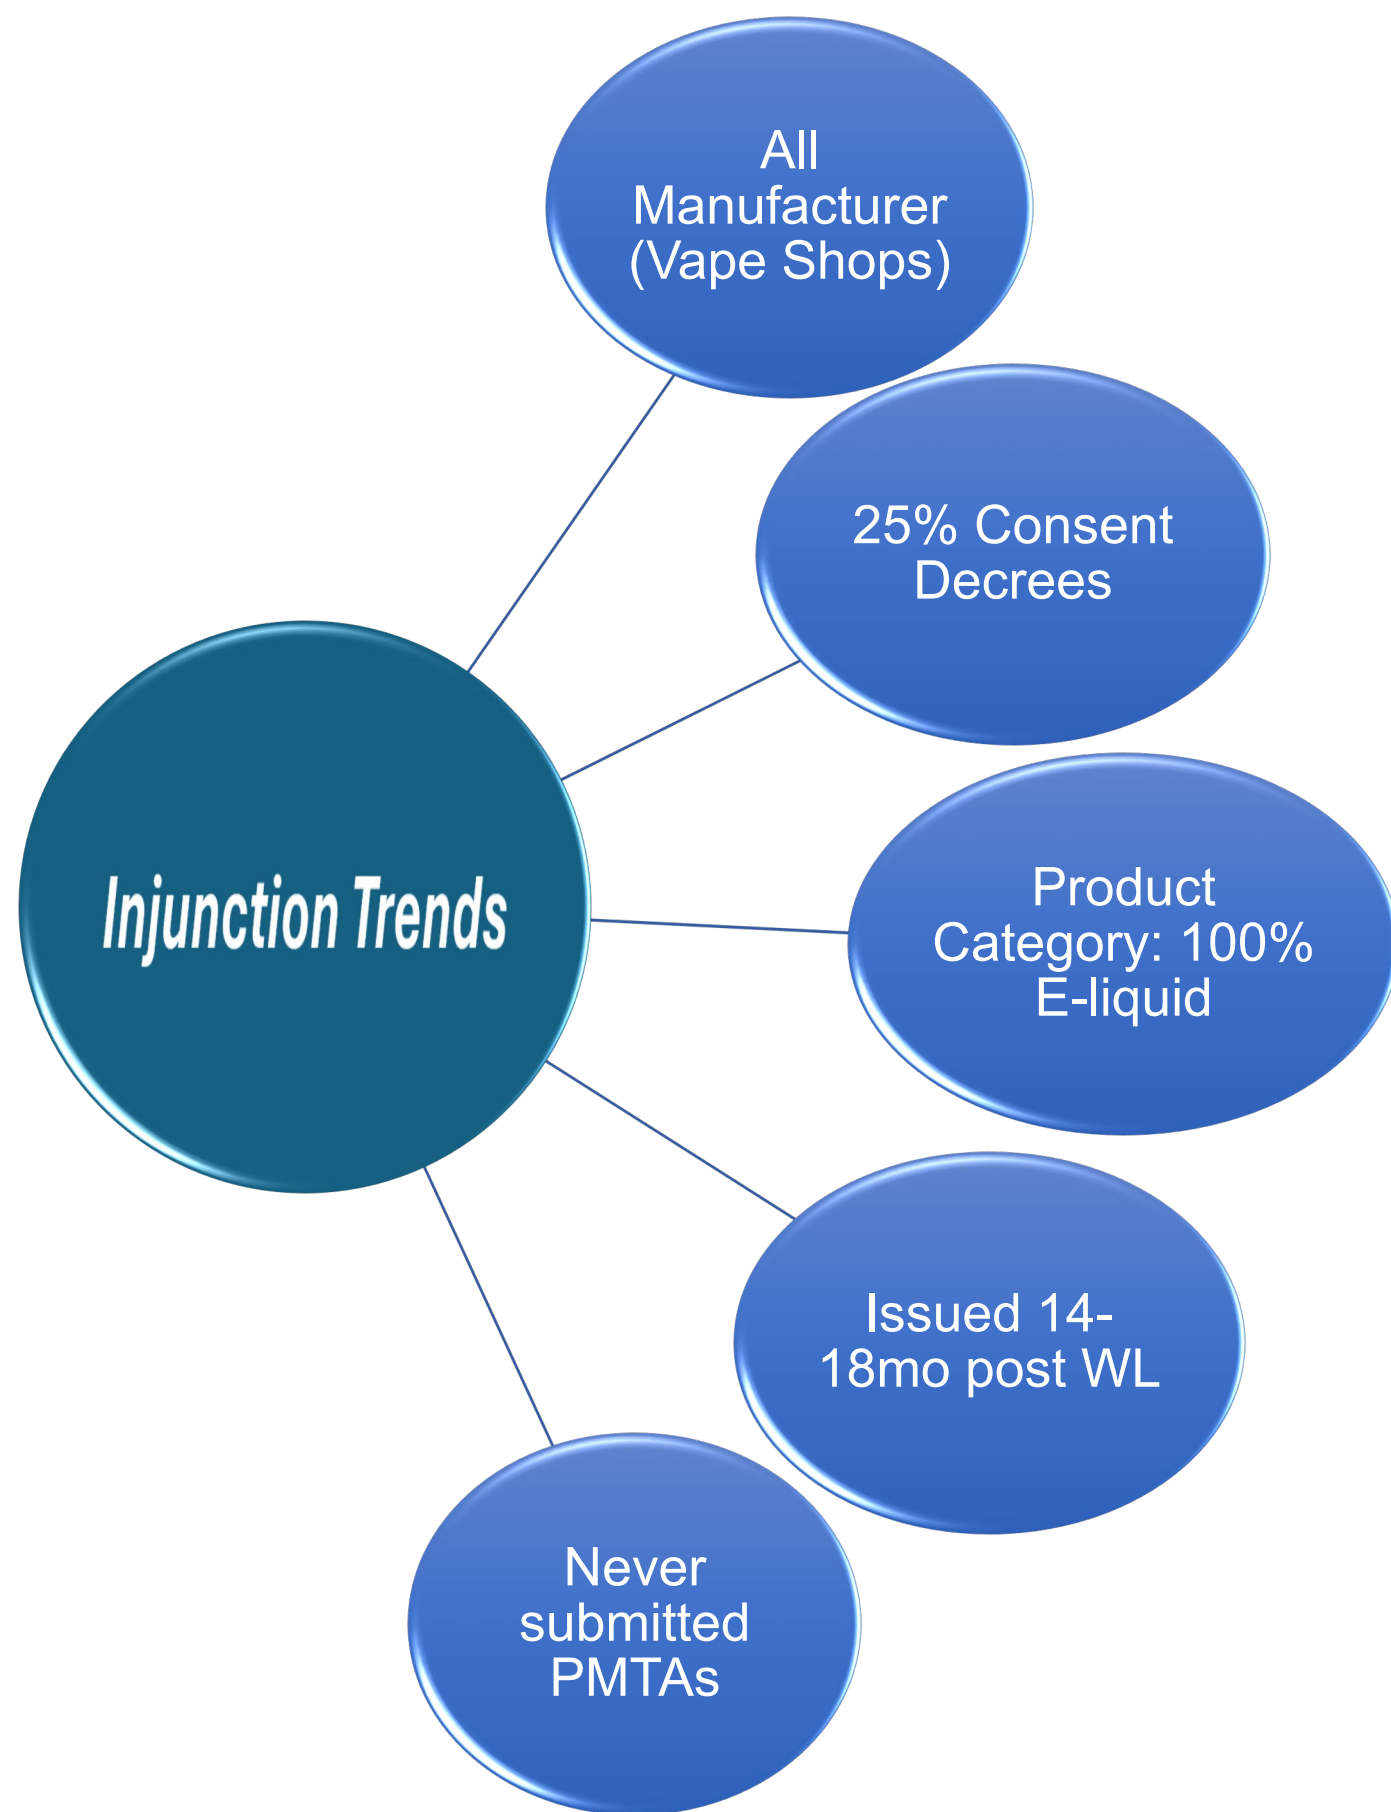 All
Manufacturer
(Vape Shops)
25% Consent
Decrees
Injunction Trends
Product
Category: 100%
E-liquid
Issued 14-
18mo post WL
Never
submitted
PMTAs